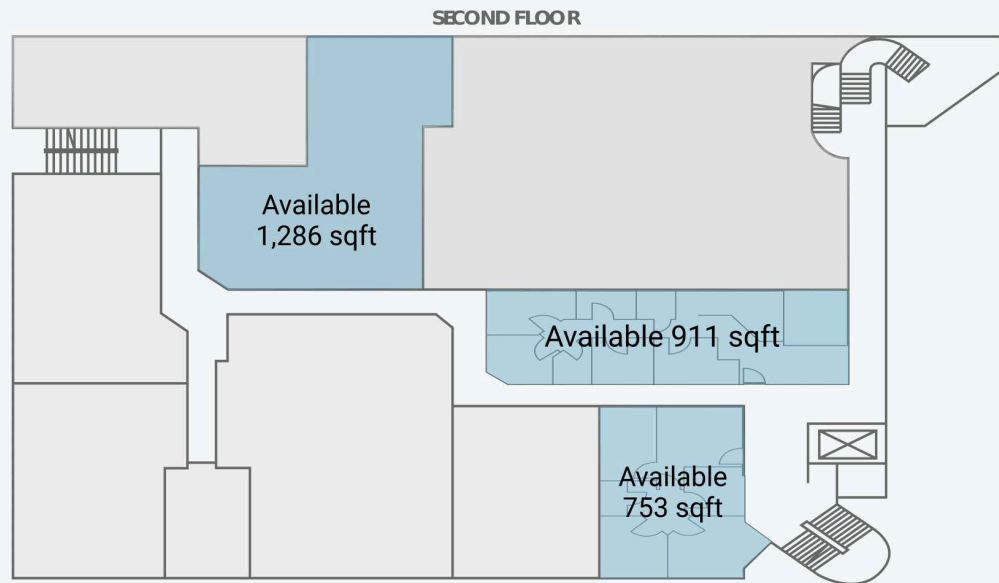 SECOND FLOOR
Available
1,286 sqft
Available 911 sqft
Available
753 sqft